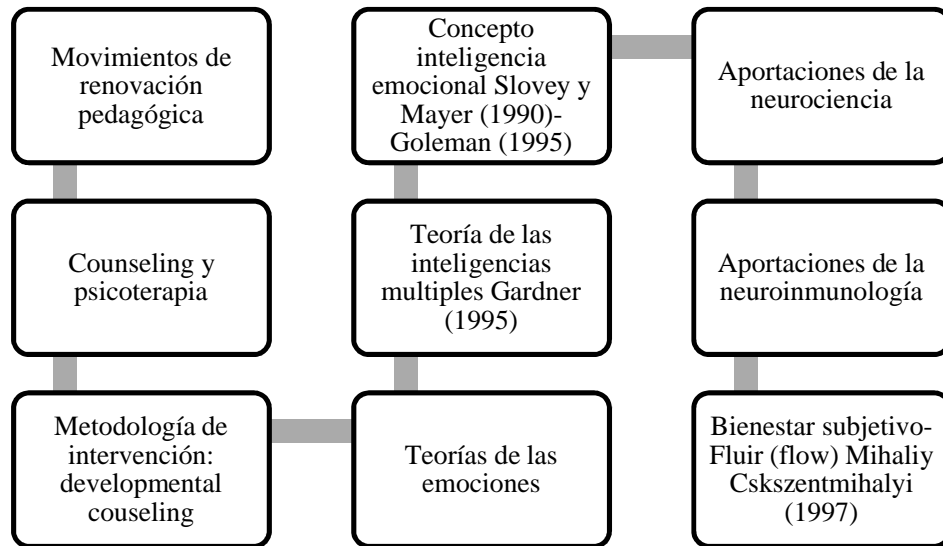 Movimientos de
renovación
pedagógica
Counseling y
psicoterapia
Metodología de
intervención:
developmental
couseling
Teorías de las
emociones
Teoría de las
inteligencias
multiples Gardner
(1995)
Concepto
inteligencia
emocional Slovey y
Mayer (1990)-
Goleman (1995)
Aportaciones de la
neurociencia
Aportaciones de la
neuroinmunología
Bienestar subjetivo-
Fluir (flow) Mihaliy
Cskszentmihalyi
(1997)